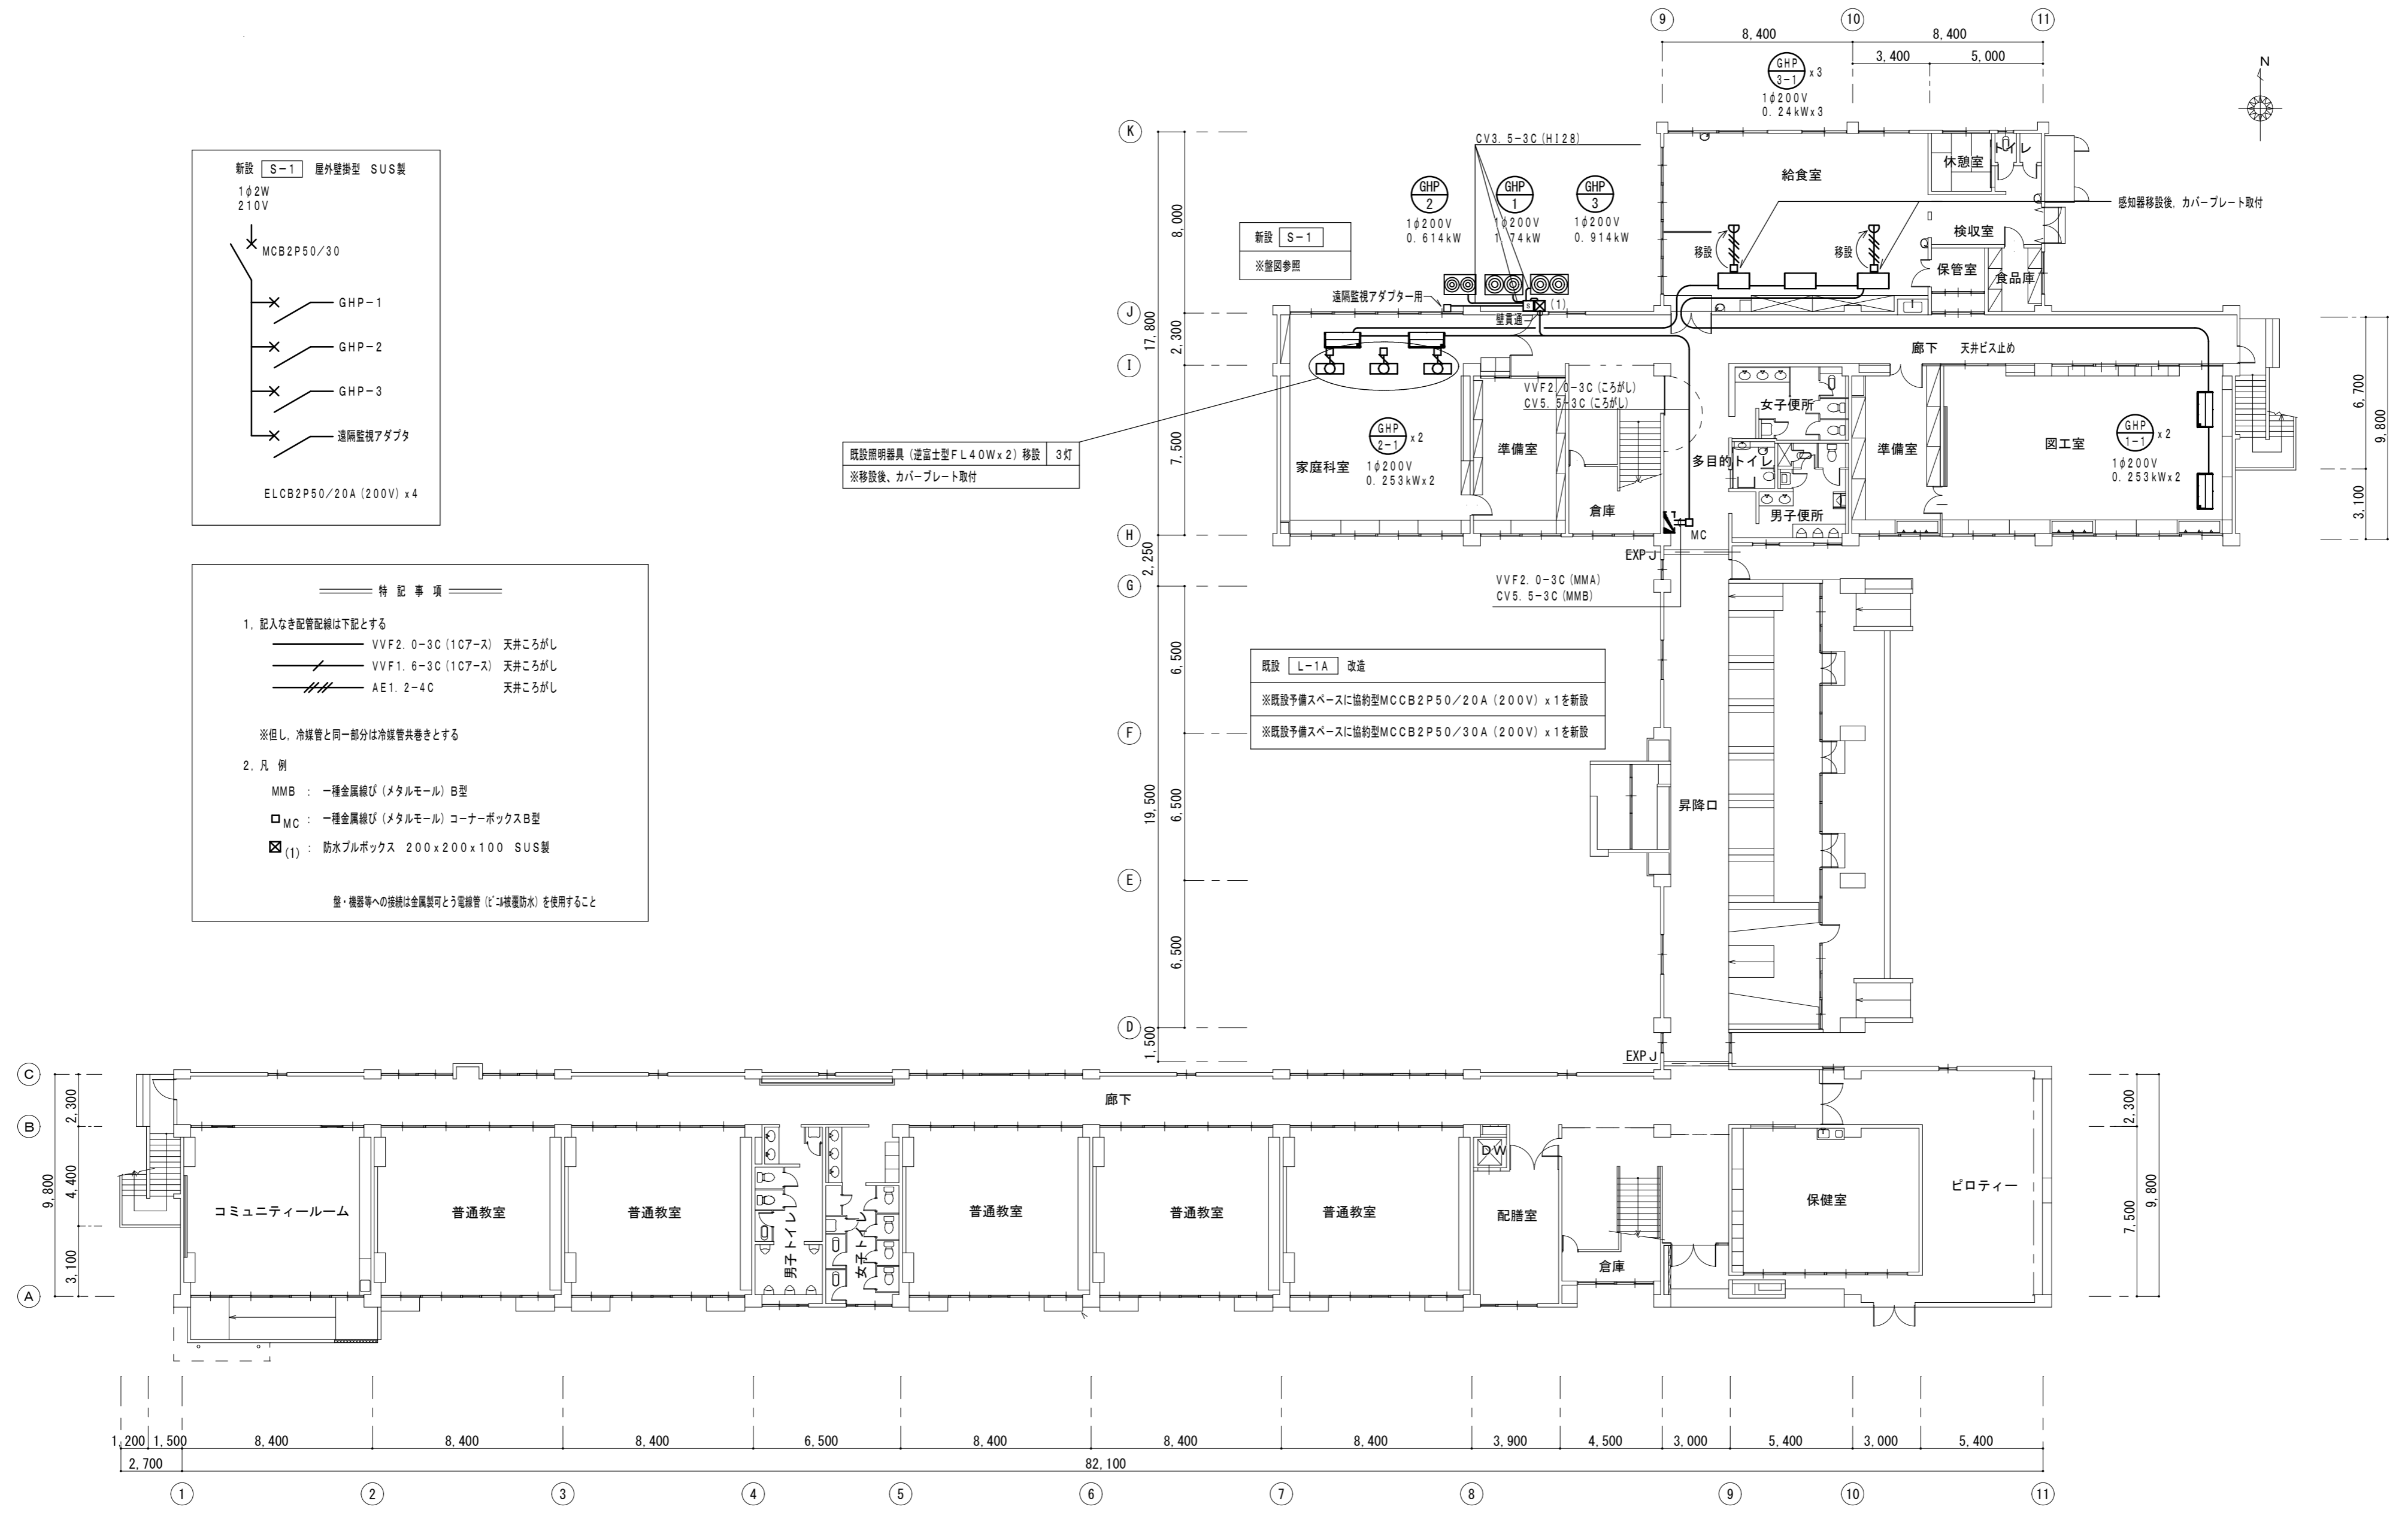 ⑨ ⑩ ⑪
8,400 8,400
3,400 5,000
N
GHP 3-1 x3
1φ200V
0.24kWx3
新設 S-1 屋外壁掛型 SUS製
1φ2W
210V
MCB2P50/30
GHP-1
GHP-2
GHP-3
遠隔監視アダプタ
ELCB2P50/20A(200V)x4
特 記 事 項
1, 記入なき配管配線は下記とする
VVF2.0-3C(1Cアース) 天井ころがし
VVF1.6-3C(1Cアース) 天井ころがし
AE1.2-4C 天井ころがし
※但し, 冷媒管と同一部分は冷媒管共巻きとする
2, 凡 例
MMB : 一種金属線ぴ(メタルモール)B型
MC : 一種金属線ぴ(メタルモール)コーナーボックスB型
(1) : 防水プルボックス 200x200x100 SUS製
盤・機器等への接続は金属製可とう電線管(ビニル被覆防水)を使用すること
K
J
I
H
G
F
E
D
8,000
17,800
2,300
7,500
2,250
6,500
19,500
6,500
6,500
1,500
CV3.5-3C(HI28)
GHP 2
1φ200V
0.614kW
GHP 1
1φ200V
74kW
GHP 3
1φ200V
0.914kW
新設 S-1
※盤図参照
遠隔監視アダプター用
(1)
壁貫通
給食室
休憩室
トイレ
検収室
保管室
食品庫
移設
移設
感知器移設後, カバープレート取付
廊下 天井ビス止め
VVF2.0-3C(ころがし)
CV5.5-3C(ころがし)
既設照明器具(逆富士型FL40Wx2)移設 3灯
※移設後、カバープレート取付
家庭科室
GHP 2-1 x2
1φ200V
0.253kWx2
準備室
倉庫
女子便所
多目的トイレ
男子便所
準備室
図工室
GHP 1-1 x2
1φ200V
0.253kWx2
6,700
9,800
3,100
MC
EXP J
VVF2.0-3C(MMA)
CV5.5-3C(MMB)
既設 L-1A 改造
※既設予備スペースに協約型MCCB2P50/20A(200V)x1を新設
※既設予備スペースに協約型MCCB2P50/30A(200V)x1を新設
昇降口
EXP J
C
B
A
2,300
9,800
4,400
3,100
廊下
コミュニティールーム
普通教室
普通教室
男子トイレ
女子トイレ
普通教室
普通教室
普通教室
DW
配膳室
倉庫
保健室
ピロティー
2,300
7,500
9,800
1,200 1,500 8,400 8,400 8,400 6,500 8,400 8,400 8,400 3,900 4,500 3,000 5,400 3,000 5,400
2,700 82,100
① ② ③ ④ ⑤ ⑥ ⑦ ⑧ ⑨ ⑩ ⑪